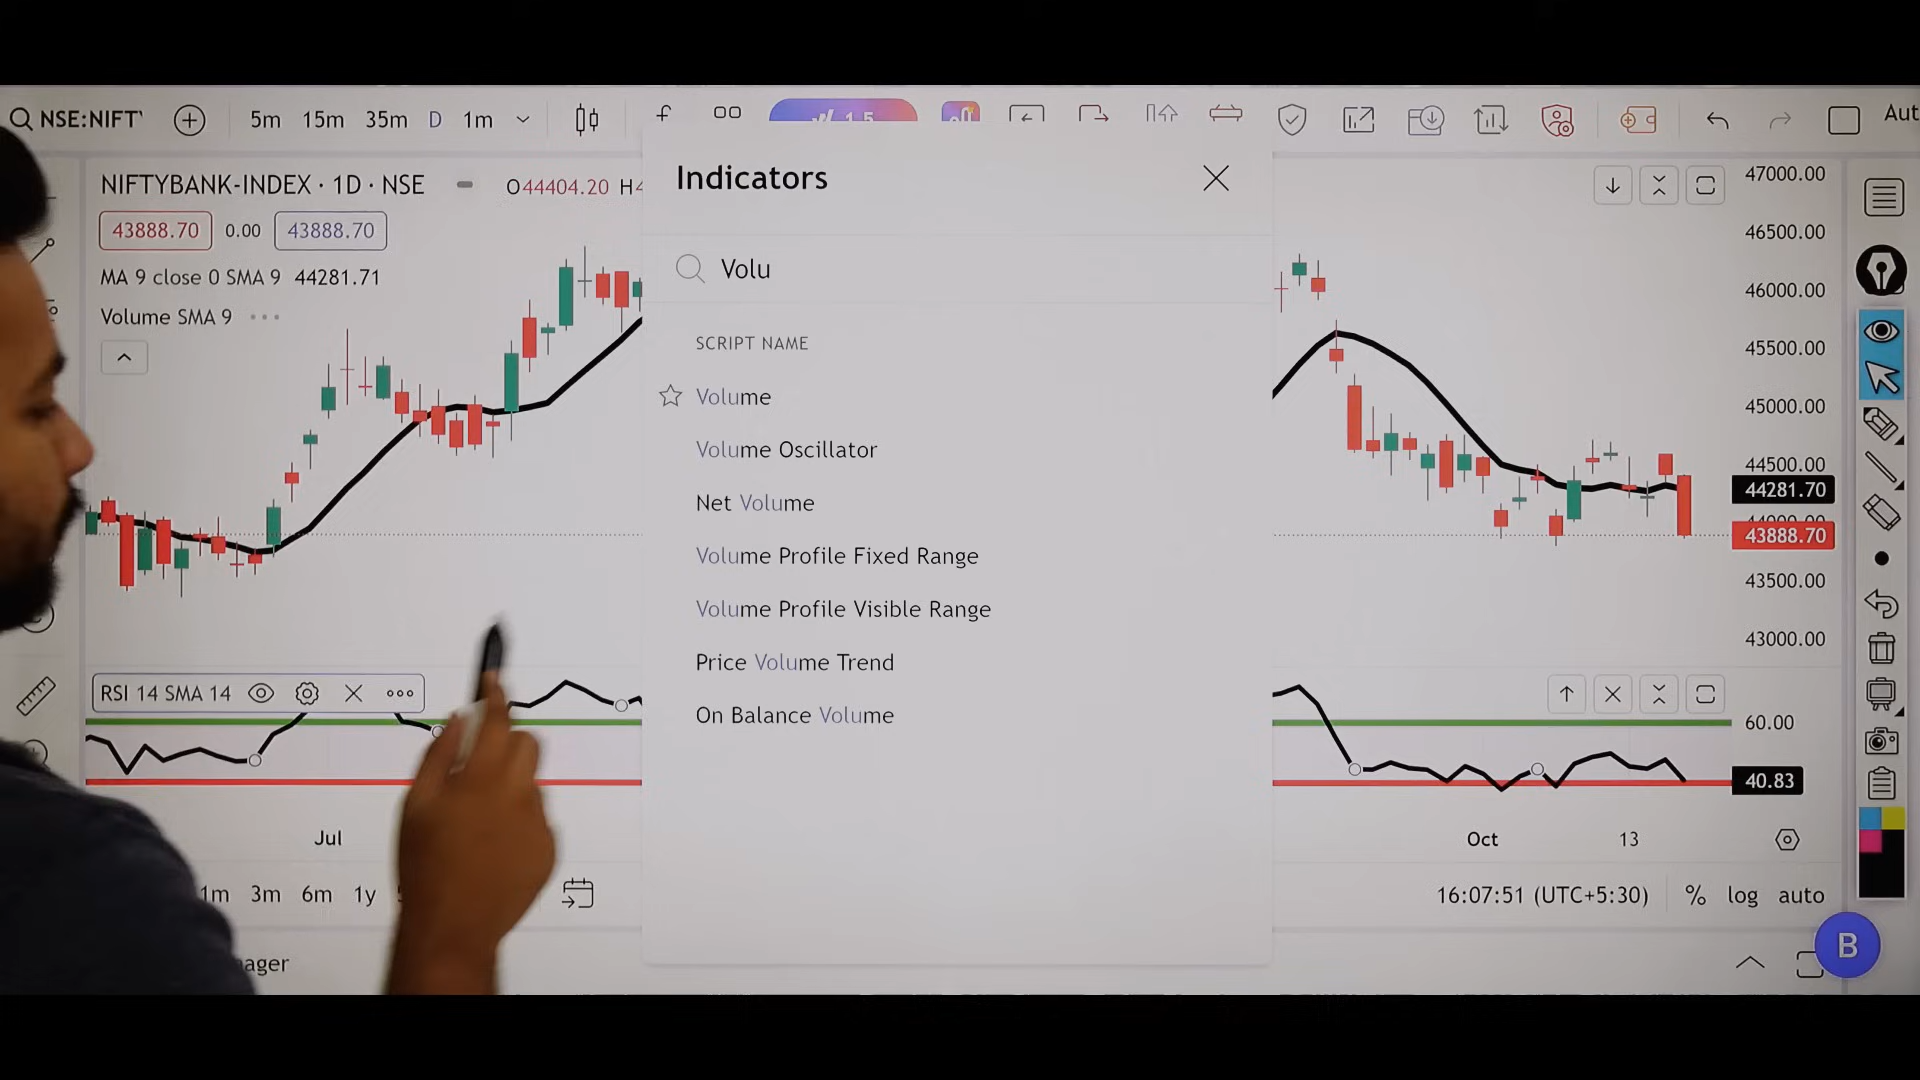 NSE:NIFT
5m 15m 35m D 1m
1.5
Aut
NIFTYBANK-INDEX · 1D · NSE
O44404.20 H4
43888.70 0.00 43888.70
MA 9 close 0 SMA 9 44281.71
Volume SMA 9
Indicators
Volu
SCRIPT NAME
Volume
Volume Oscillator
Net Volume
Volume Profile Fixed Range
Volume Profile Visible Range
Price Volume Trend
On Balance Volume
47000.00
46500.00
46000.00
45500.00
45000.00
44500.00
44281.70
43888.70
43500.00
43000.00
RSI 14 SMA 14
60.00
40.83
Jul
Oct
13
1m 3m 6m 1y
16:07:51 (UTC+5:30) % log auto
ager
B